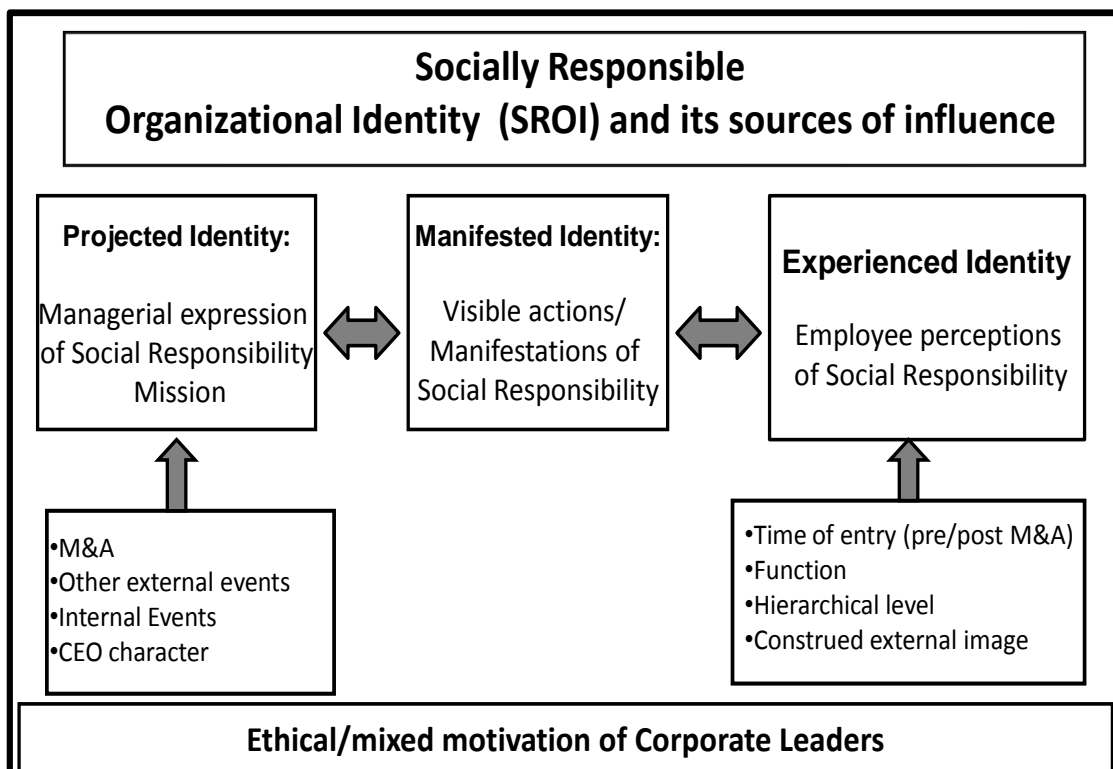 Socially Responsible
Organizational Identity (SROI) and its sources of influence
Projected Identity:
Managerial expression
of Social Responsibility
Mission
Manifested Identity:
Visible actions/
Manifestations of
Social Responsibility
Experienced Identity
Employee perceptions
of Social Responsibility
•M&A
•Other external events
•Internal Events
•CEO character
•Time of entry (pre/post M&A)
•Function
•Hierarchical level
•Construed external image
Ethical/mixed motivation of Corporate Leaders